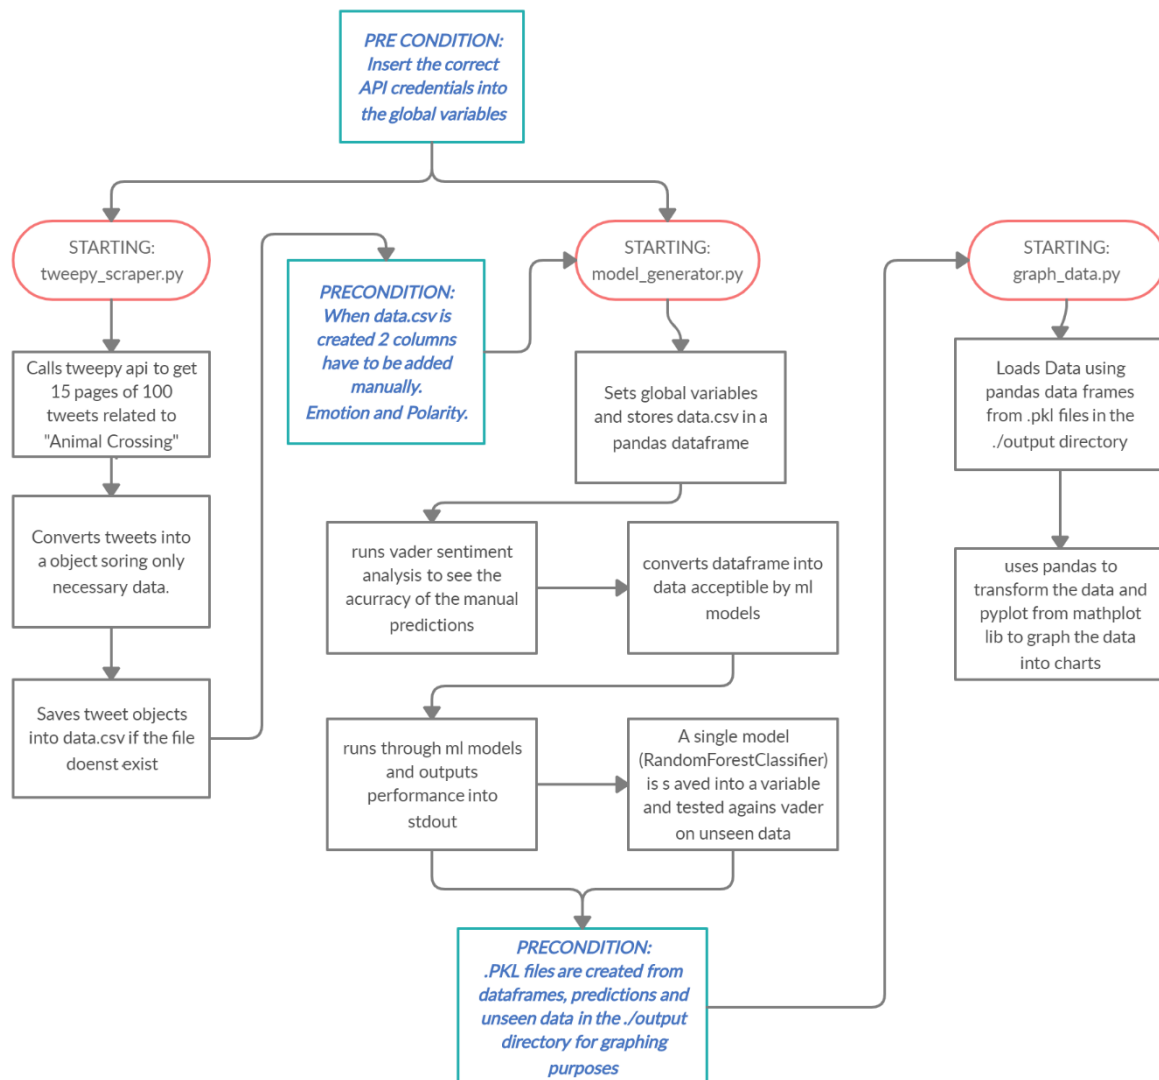 PRE CONDITION:
Insert the correct
API credentials into
the global variables
STARTING:
tweepy_scraper.py
Calls tweepy api to get
15 pages of 100
tweets related to
"Animal Crossing"
Converts tweets into
a object soring only
necessary data.
Saves tweet objects
into data.csv if the file
doenst exist
PRECONDITION:
When data.csv is
created 2 columns
have to be added
manually.
Emotion and Polarity.
STARTING:
model_generator.py
Sets global variables
and stores data.csv in a
pandas dataframe
runs vader sentiment
analysis to see the
acurracy of the manual
predictions
converts dataframe into
data acceptible by ml
models
runs through ml models
and outputs
performance into
stdout
A single model
(RandomForestClassifier)
is s aved into a variable
and tested agains vader
on unseen data
PRECONDITION:
.PKL files are created from
dataframes, predictions and
unseen data in the ./output
directory for graphing
purposes
STARTING:
graph_data.py
Loads Data using
pandas data frames
from .pkl files in the
./output directory
uses pandas to
transform the data and
pyplot from mathplot
lib to graph the data
into charts